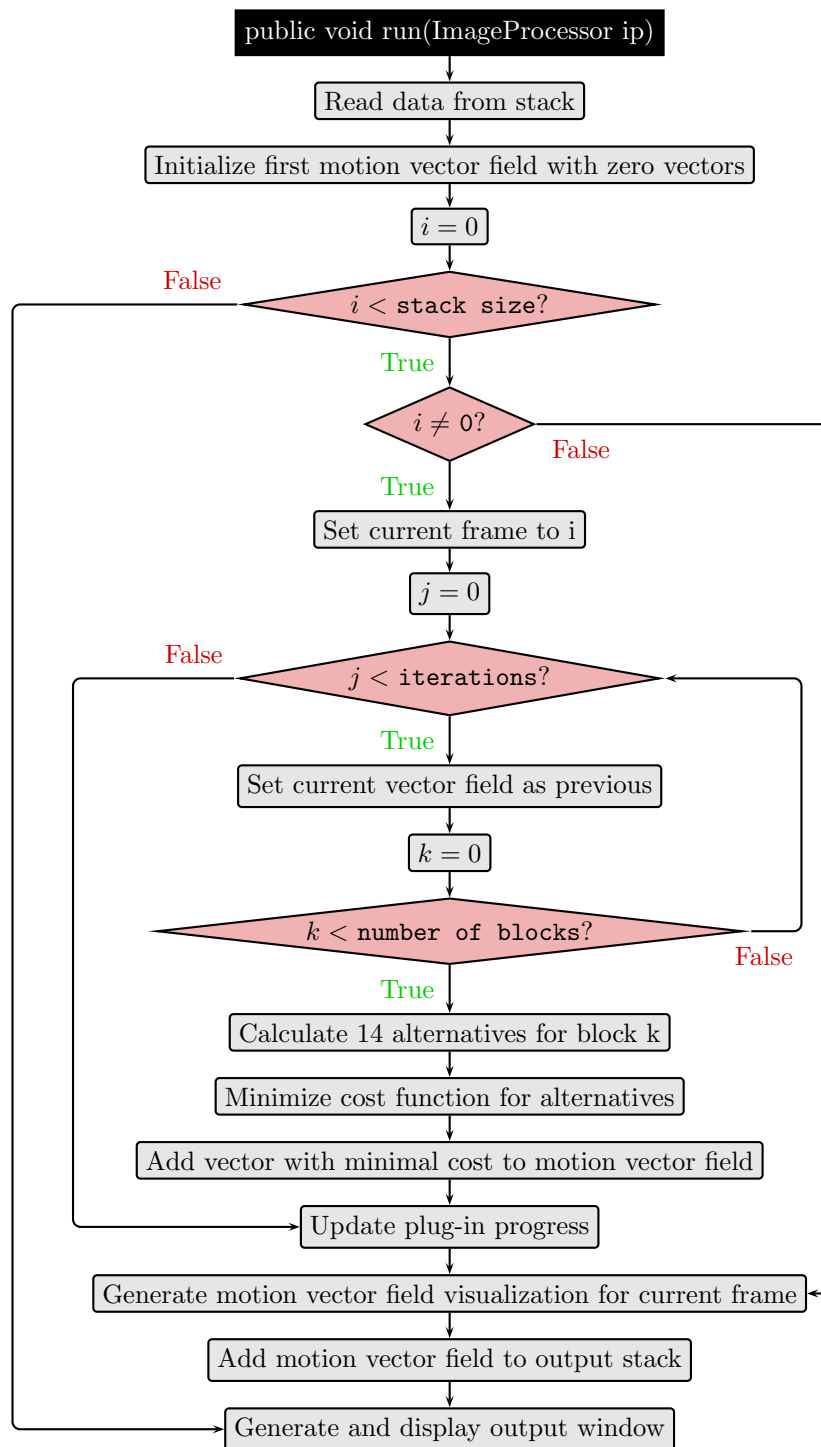 public void run(ImageProcessor ip)
Read data from stack
Initialize first motion vector field with zero vectors
i = 0
False
i < stack size?
True
i ≠ 0?
False
True
Set current frame to i
j = 0
False
j < iterations?
True
Set current vector field as previous
k = 0
k < number of blocks?
False
True
Calculate 14 alternatives for block k
Minimize cost function for alternatives
Add vector with minimal cost to motion vector field
Update plug-in progress
Generate motion vector field visualization for current frame
Add motion vector field to output stack
Generate and display output window